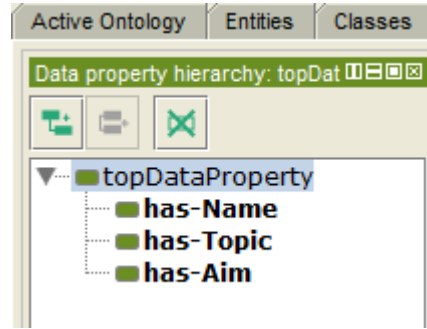 Active Ontology Entities Classes
Data property hierarchy: topDat
topDataProperty
has-Name
has-Topic
has-Aim